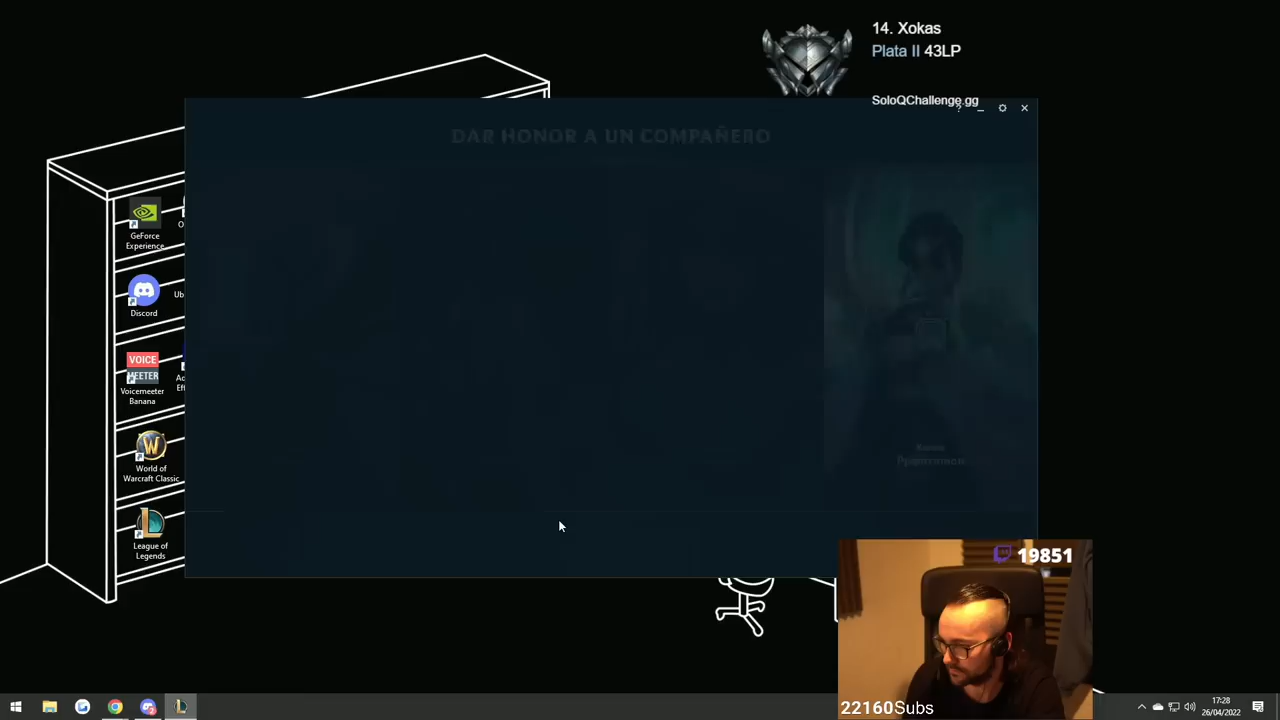 14. Xokas
Plata II 43LP
SoloQChallenge.gg
DAR HONOR A UN COMPAÑERO
GeForce
Experience
Discord
Ub
VOICE
MEETER
Voicemeeter
Banana
World of
Warcraft Classic
League of
Legends
19851
22160Subs
17:28
26/04/2022